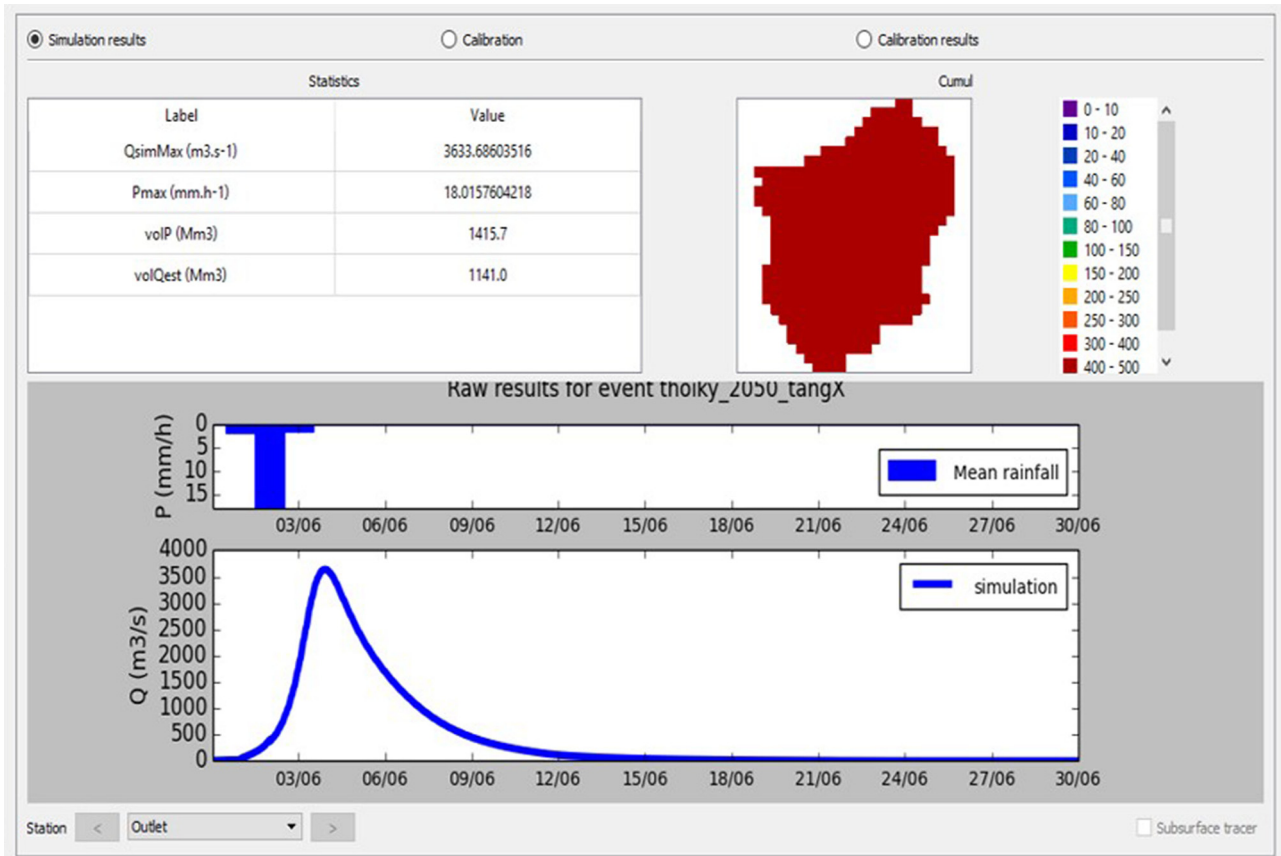 Simulation results Calibration Calibration results
Statistics Cumul
Label Value
QsimMax (m3.s-1) 3633.68603516
Pmax (mm.h-1) 18.0157604218
volP (Mm3) 1415.7
volQest (Mm3) 1141.0
0 - 10
10 - 20
20 - 40
40 - 60
60 - 80
80 - 100
100 - 150
150 - 200
200 - 250
250 - 300
300 - 400
400 - 500
Raw results for event thoiky_2050_tangX
P (mm/h)
0
5
10
15
Mean rainfall
03/06 06/06 09/06 12/06 15/06 18/06 21/06 24/06 27/06 30/06
Q (m3/s)
4000
3500
3000
2500
2000
1500
1000
500
0
simulation
03/06 06/06 09/06 12/06 15/06 18/06 21/06 24/06 27/06 30/06
Station < Outlet > Subsurface tracer